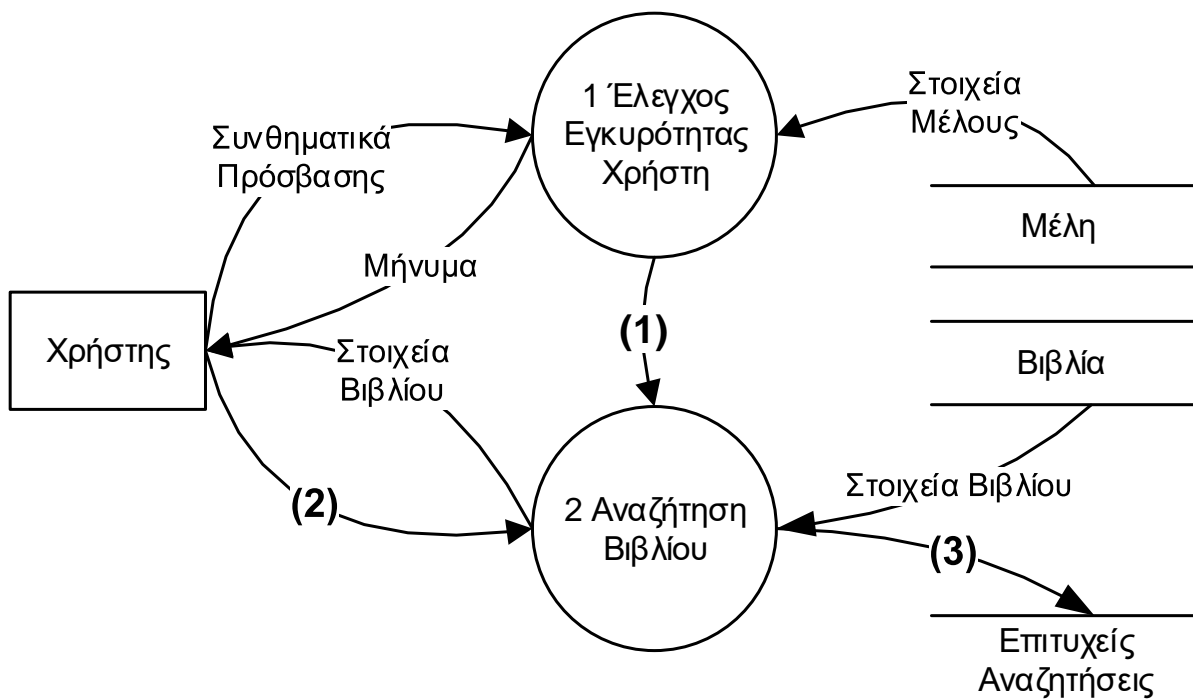 1 Έλεγχος
Εγκυρότητας
Χρήστη
Στοιχεία
Μέλους
Συνθηματικά
Πρόσβασης
Μέλη
Μήνυμα
Χρήστης
Στοιχεία
Βιβλίου
(1)
Βιβλία
(2)
Στοιχεία Βιβλίου
2 Αναζήτηση
Βιβλίου
(3)
Επιτυχείς
Αναζητήσεις